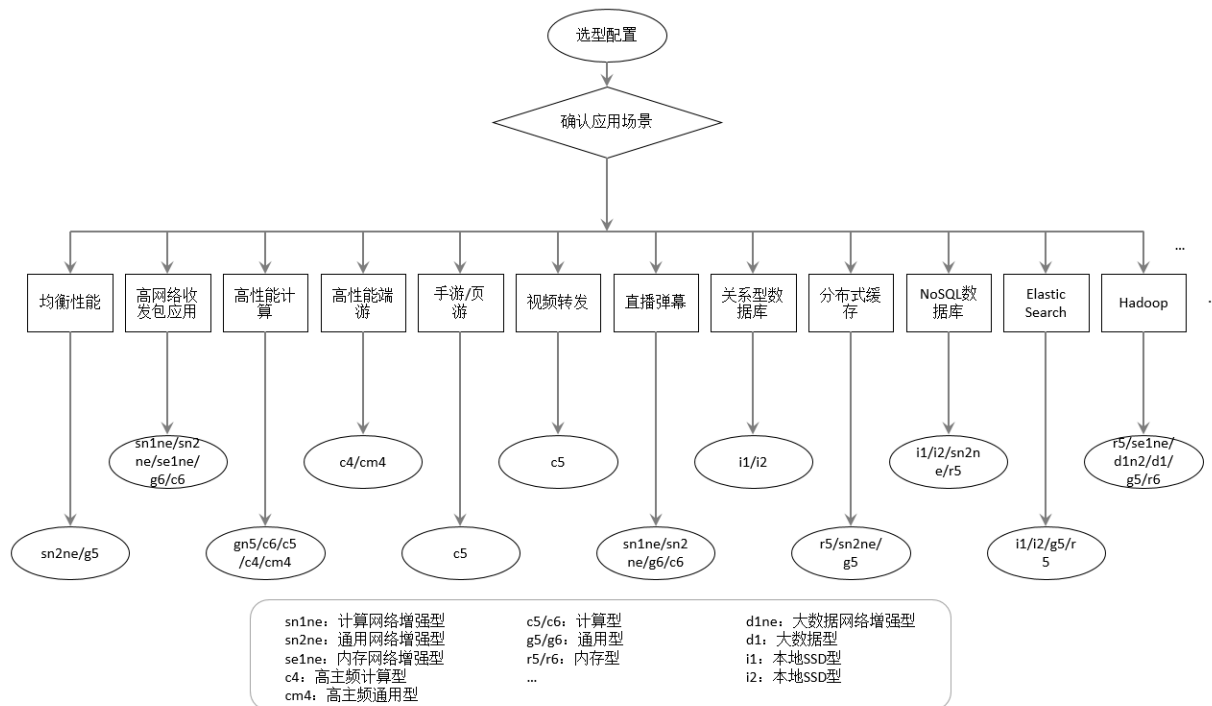 选型配置
确认应用场景
...
均衡性能
高网络收
发包应用
高性能计
算
高性能端
游
手游/页
游
视频转发
直播弹幕
关系型数
据库
分布式缓
存
NoSQL数
据库
Elastic
Search
Hadoop
.
sn1ne/sn2
ne/se1ne/
g6/c6
c4/cm4
c5
i1/i2
i1/i2/sn2n
e/r5
r5/se1ne/
d1n2/d1/
g5/r6
sn2ne/g5
gn5/c6/c5
/c4/cm4
c5
sn1ne/sn2
ne/g6/c6
r5/sn2ne/
g5
i1/i2/g5/r
5
sn1ne：计算网络增强型
sn2ne：通用网络增强型
se1ne：内存网络增强型
c4：高主频计算型
cm4：高主频通用型
c5/c6：计算型
g5/g6：通用型
r5/r6：内存型
...
d1ne：大数据网络增强型
d1：大数据型
i1：本地SSD型
i2：本地SSD型